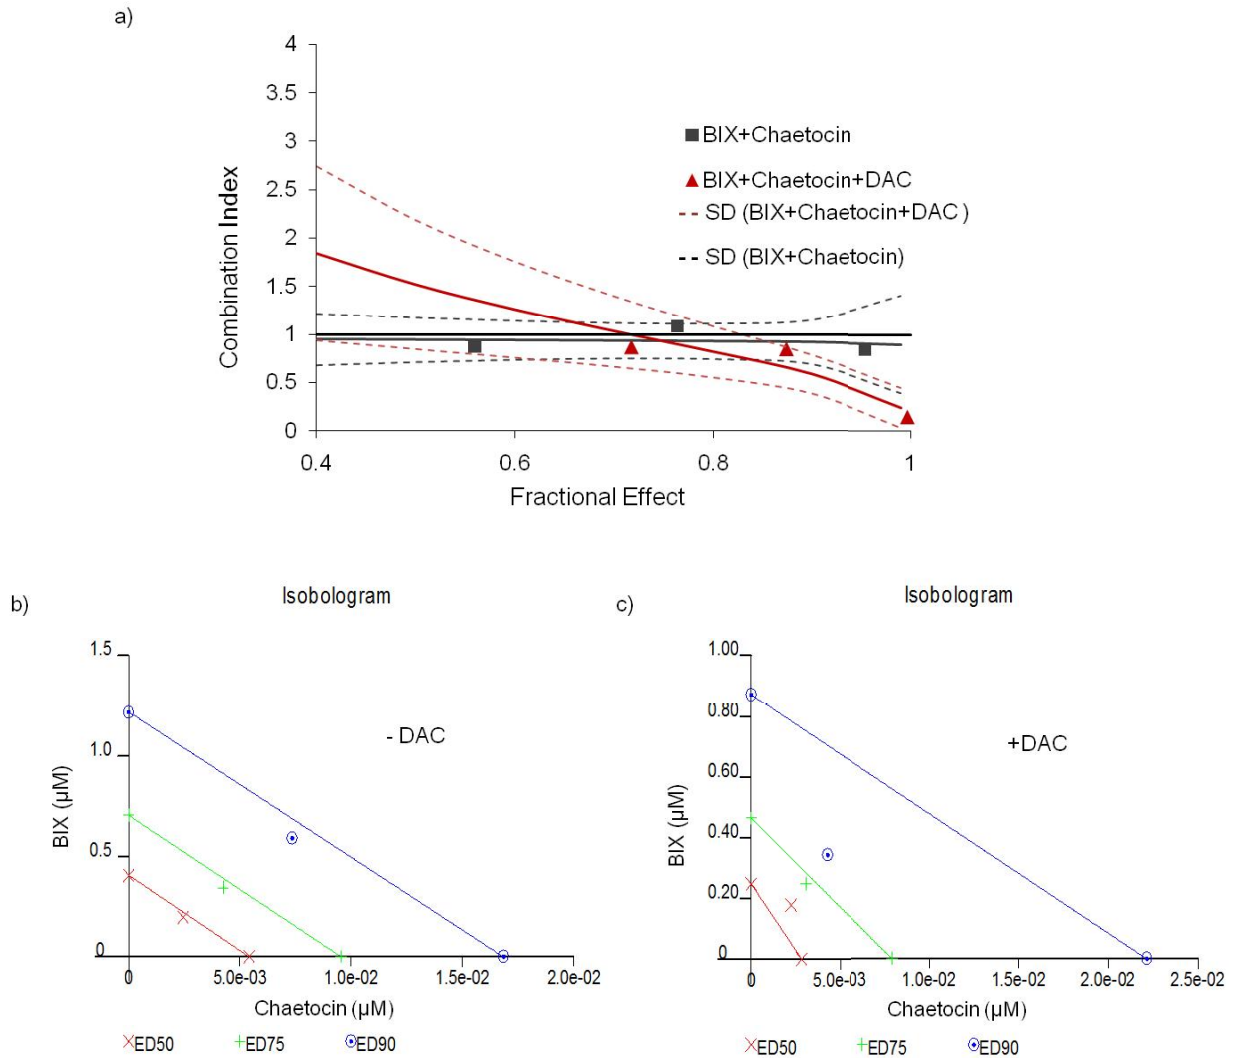 a)
4
3.5
3
2.5
2
1.5
1
0.5
0
Combination Index
BIX+Chaetocin
BIX+Chaetocin+DAC
SD (BIX+Chaetocin+DAC )
SD (BIX+Chaetocin)
0.4 0.6 0.8 1
Fractional Effect
b)
Isobologram
1.5
1.0
0.5
0
BIX (µM)
- DAC
0 5.0e-03 1.0e-02 1.5e-02 2.0e-02
Chaetocin (µM)
ED50 ED75 ED90
c)
Isobologram
1.00
0.80
0.60
0.40
0.20
0
BIX (µM)
+DAC
0 5.0e-03 1.0e-02 1.5e-02 2.0e-02 2.5e-02
Chaetocin (µM)
ED50 ED75 ED90